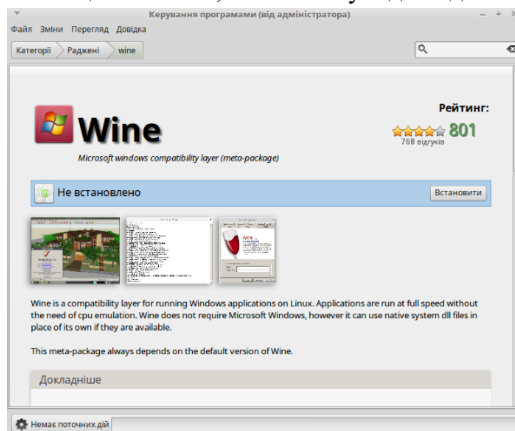 Керування програмами (від адміністратора)
Файл Зміни Перегляд Довідка
Категорії Раджені wine
Рейтинг:
Wine
801
768 відгуків
Microsoft windows compatibility layer (meta-package)
Не встановлено
Встановити
Wine is a compatibility layer for running Windows applications on Linux. Applications are run at full speed without
the need of cpu emulation. Wine does not require Microsoft Windows, however it can use native system dll files in
place of its own if they are available.
This meta-package always depends on the default version of Wine.
Докладніше
Немає поточних дій